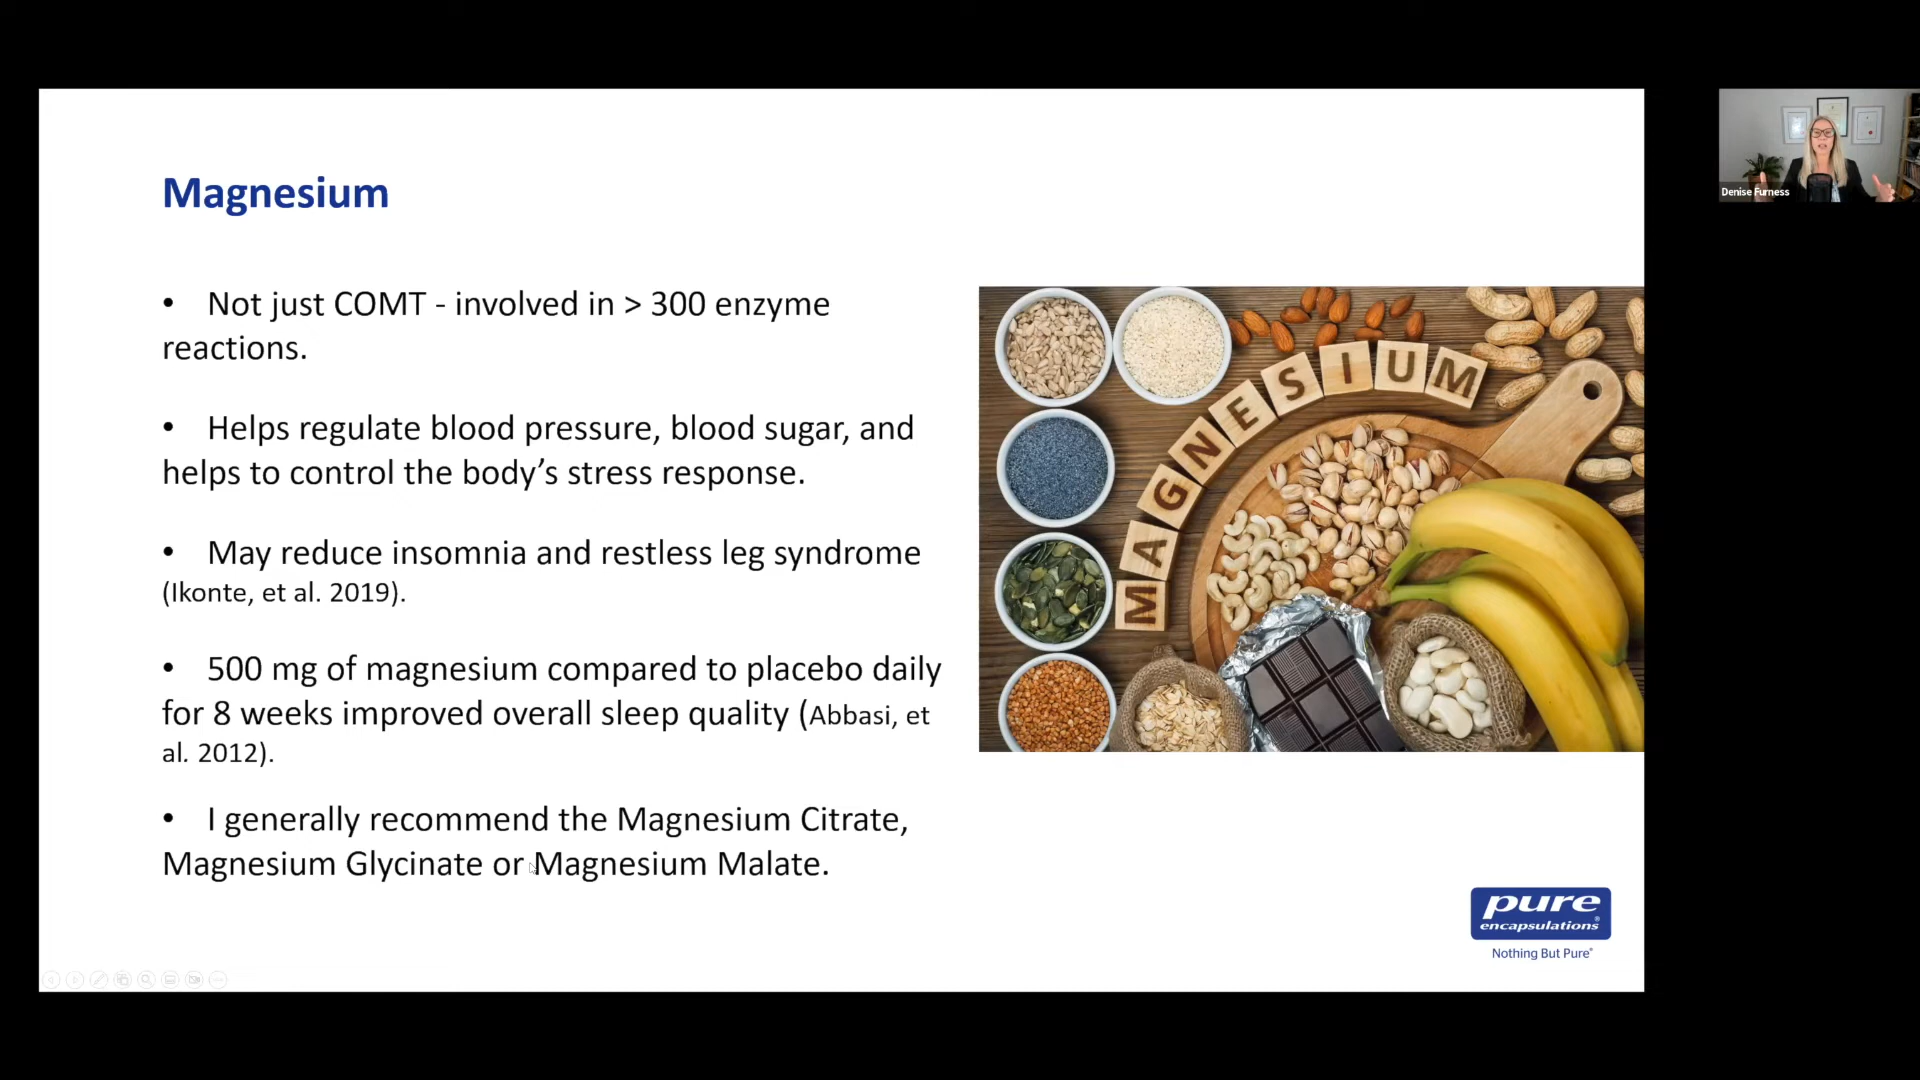 Magnesium
• Not just COMT - involved in > 300 enzyme
reactions.
• Helps regulate blood pressure, blood sugar, and
helps to control the body’s stress response.
• May reduce insomnia and restless leg syndrome
(Ikonte, et al. 2019).
• 500 mg of magnesium compared to placebo daily
for 8 weeks improved overall sleep quality (Abbasi, et
al. 2012).
• I generally recommend the Magnesium Citrate,
Magnesium Glycinate or Magnesium Malate.
MAGNESIUM
pure
encapsulations®
Nothing But Pure®
Denise Furness